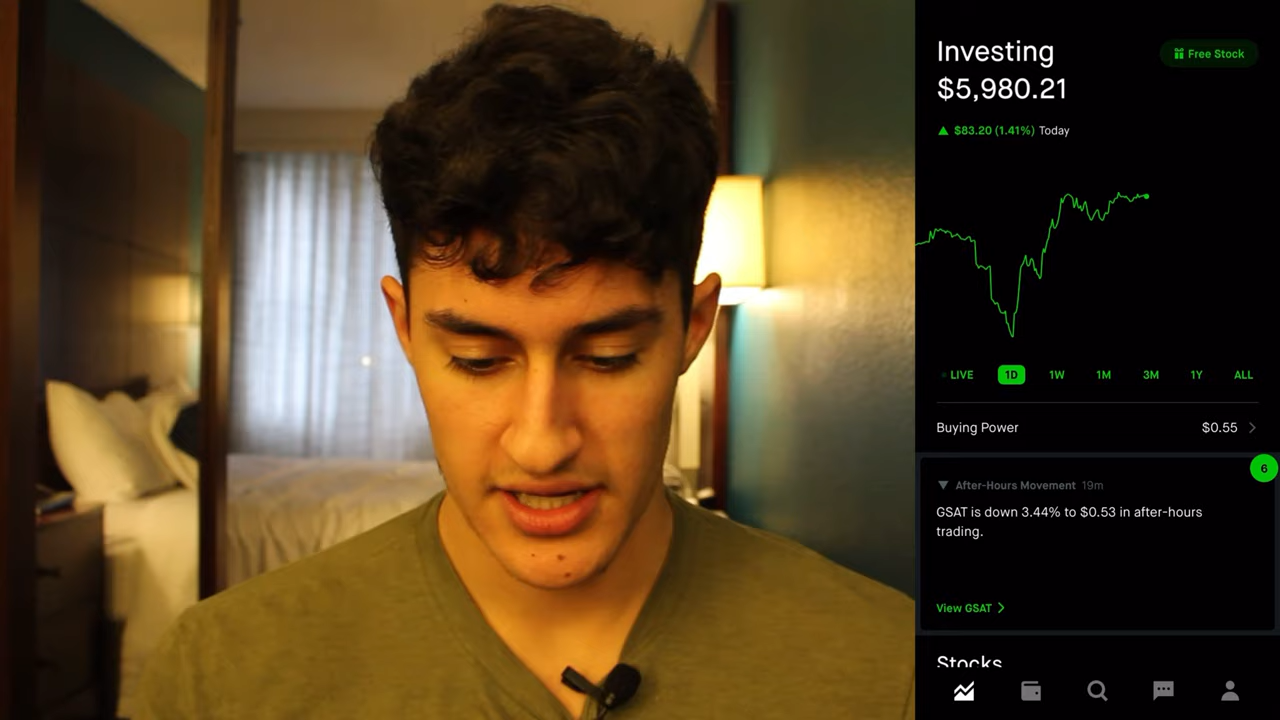 Investing
Free Stock
$5,980.21
▲ $83.20 (1.41%) Today
LIVE 1D 1W 1M 3M 1Y ALL
Buying Power $0.55
6
▼ After-Hours Movement 19m
GSAT is down 3.44% to $0.53 in after-hours
trading.
View GSAT
Stocks